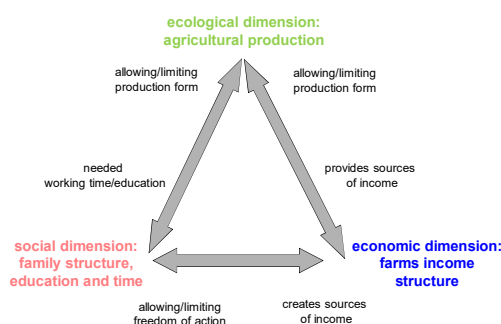 ecological dimension:
agricultural production
allowing/limiting
production form
allowing/limiting
production form
needed
working time/education
provides sources
of income
social dimension:
family structure,
education and time
economic dimension:
farms income
structure
allowing/limiting
freedom of action
creates sources
of income